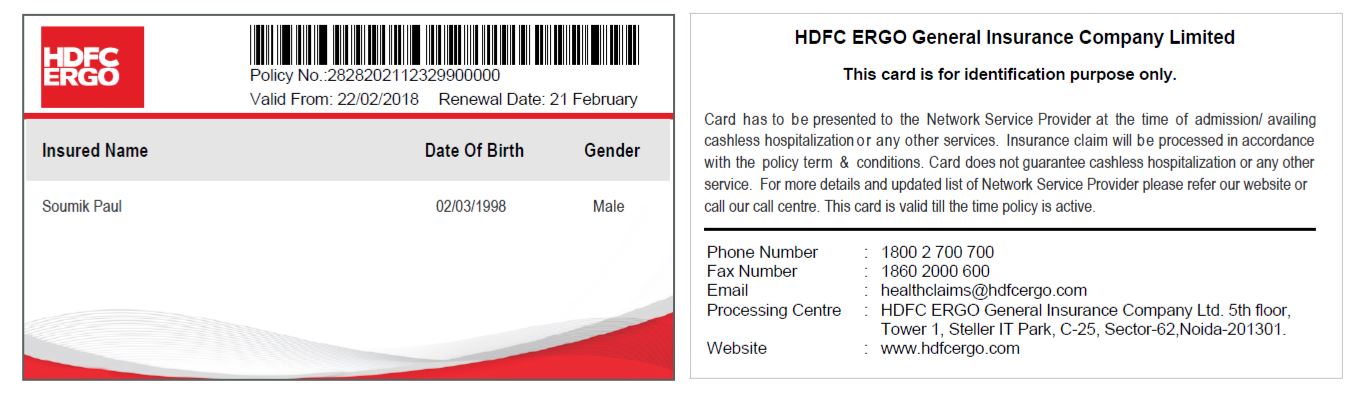 HDFC
ERGO
Policy No.:2828202112329900000
Valid From: 22/02/2018 Renewal Date: 21 February
Insured Name Date Of Birth Gender
Soumik Paul 02/03/1998 Male
HDFC ERGO General Insurance Company Limited
This card is for identification purpose only.
Card has to be presented to the Network Service Provider at the time of admission/ availing
cashless hospitalization or any other services. Insurance claim will be processed in accordance
with the policy term & conditions. Card does not guarantee cashless hospitalization or any other
service. For more details and updated list of Network Service Provider please refer our website or
call our call centre. This card is valid till the time policy is active.
Phone Number : 1800 2 700 700
Fax Number : 1860 2000 600
Email : healthclaims@hdfcergo.com
Processing Centre : HDFC ERGO General Insurance Company Ltd. 5th floor,
Tower 1, Steller IT Park, C-25, Sector-62,Noida-201301.
Website : www.hdfcergo.com